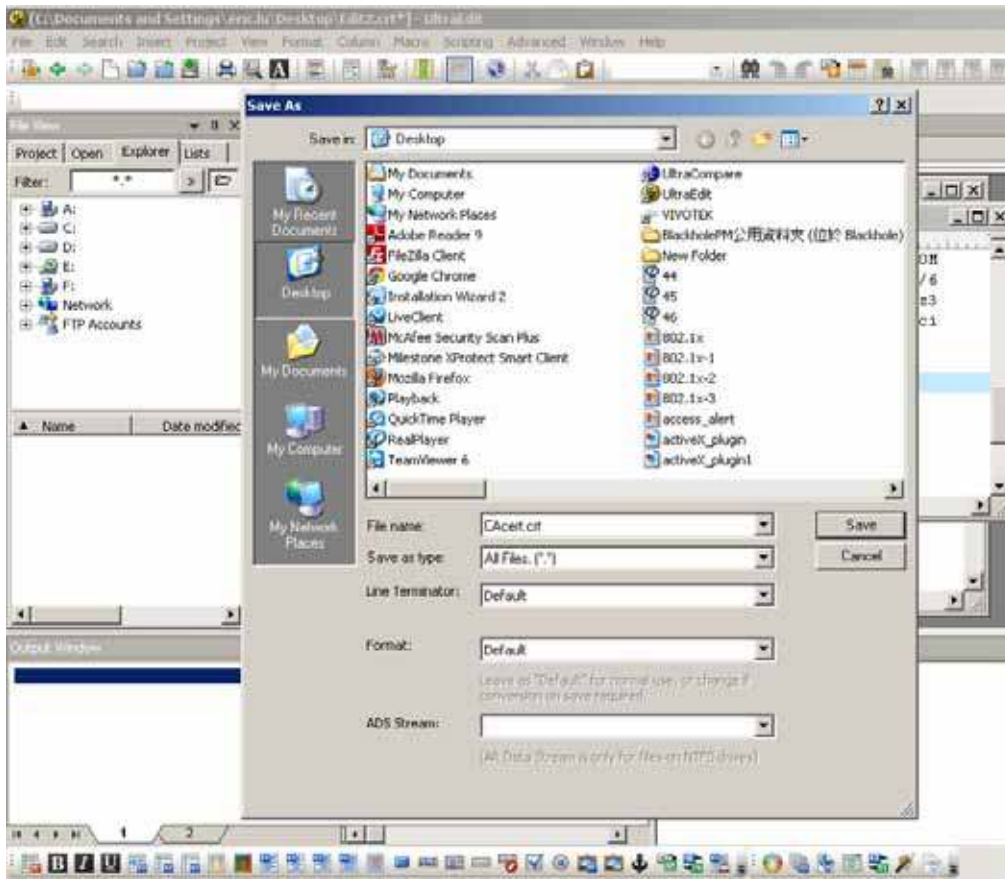 [C:\Documents and Settings\eric.lu\Desktop\Edit2.crt*] - UltraEdit
File Edit Search Insert Project View Format Column Macro Scripting Advanced Window Help
Save As
Save in: Desktop
Project Open Explorer Lists
Filter: *.*
A:
C:
D:
E:
F:
Network
FTP Accounts
Name Date modified
My Recent Documents
Desktop
My Documents
My Computer
My Network Places
My Documents
My Computer
My Network Places
Adobe Reader 9
FileZilla Client
Google Chrome
Installation Wizard 2
LiveClient
McAfee Security Scan Plus
Milestone XProtect Smart Client
Mozilla Firefox
Playback
QuickTime Player
RealPlayer
TeamViewer 6
UltraCompare
UltraEdit
VIVOTEK
BlackholePM公用資料夾 (位於 Blackhole)
New Folder
44
45
46
802.1x
802.1x-1
802.1x-2
802.1x-3
access_alert
activeX_plugin
activeX_plugin1
File name: CAcert.crt
Save
Save as type: All Files, (*.*)
Cancel
Line Terminator: Default
Format: Default
Leave as "Default" for normal use, or change if
conversion on save required
ADS Stream:
(Alt Data Stream is only for files on NTFS drives)
Output Window
1 2